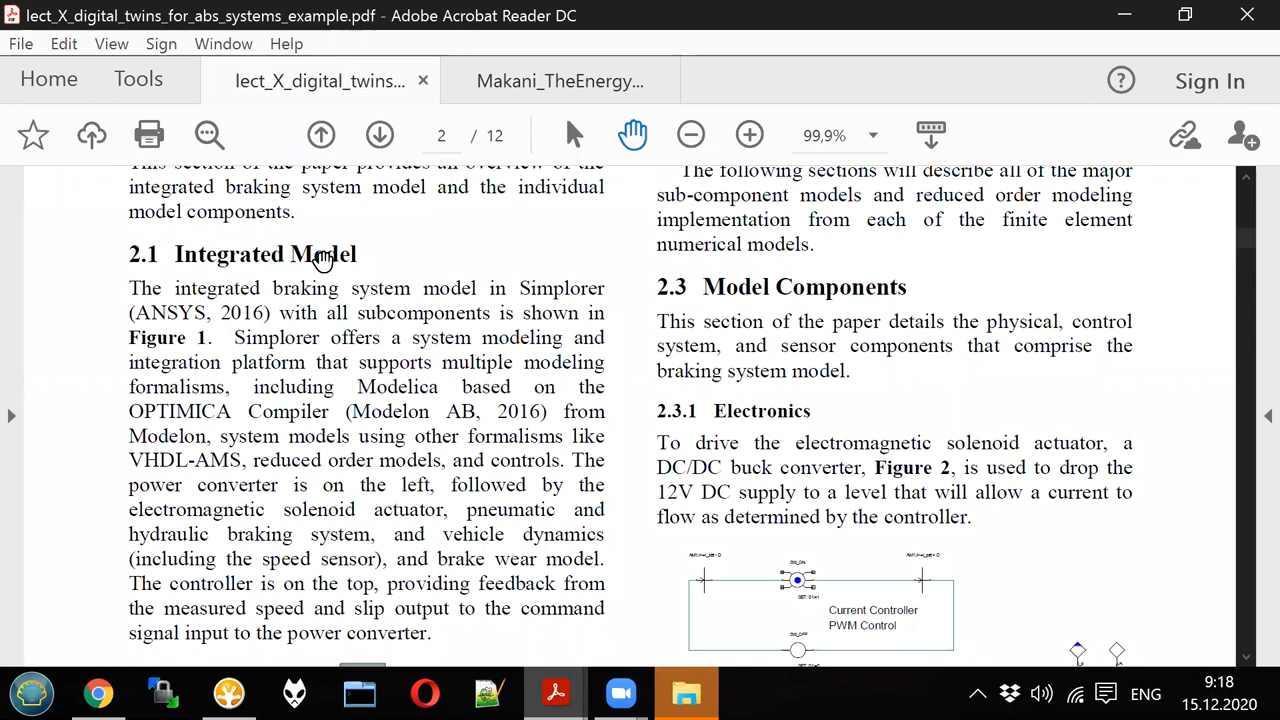 lect_X_digital_twins_for_abs_systems_example.pdf - Adobe Acrobat Reader DC
File Edit View Sign Window Help
Home Tools lect_X_digital_twins... × Makani_TheEnergy... ? Sign In
2 / 12 99,9%
This section of the paper provides an overview of the
integrated braking system model and the individual
model components.
2.1 Integrated Model
The integrated braking system model in Simplorer
(ANSYS, 2016) with all subcomponents is shown in
Figure 1. Simplorer offers a system modeling and
integration platform that supports multiple modeling
formalisms, including Modelica based on the
OPTIMICA Compiler (Modelon AB, 2016) from
Modelon, system models using other formalisms like
VHDL-AMS, reduced order models, and controls. The
power converter is on the left, followed by the
electromagnetic solenoid actuator, pneumatic and
hydraulic braking system, and vehicle dynamics
(including the speed sensor), and brake wear model.
The controller is on the top, providing feedback from
the measured speed and slip output to the command
signal input to the power converter.
The following sections will describe all of the major
sub-component models and reduced order modeling
implementation from each of the finite element
numerical models.
2.3 Model Components
This section of the paper details the physical, control
system, and sensor components that comprise the
braking system model.
2.3.1 Electronics
To drive the electromagnetic solenoid actuator, a
DC/DC buck converter, Figure 2, is used to drop the
12V DC supply to a level that will allow a current to
flow as determined by the controller.
SW_ON
Current Controller
PWM Control
SW_OFF
ENG
9:18
15.12.2020